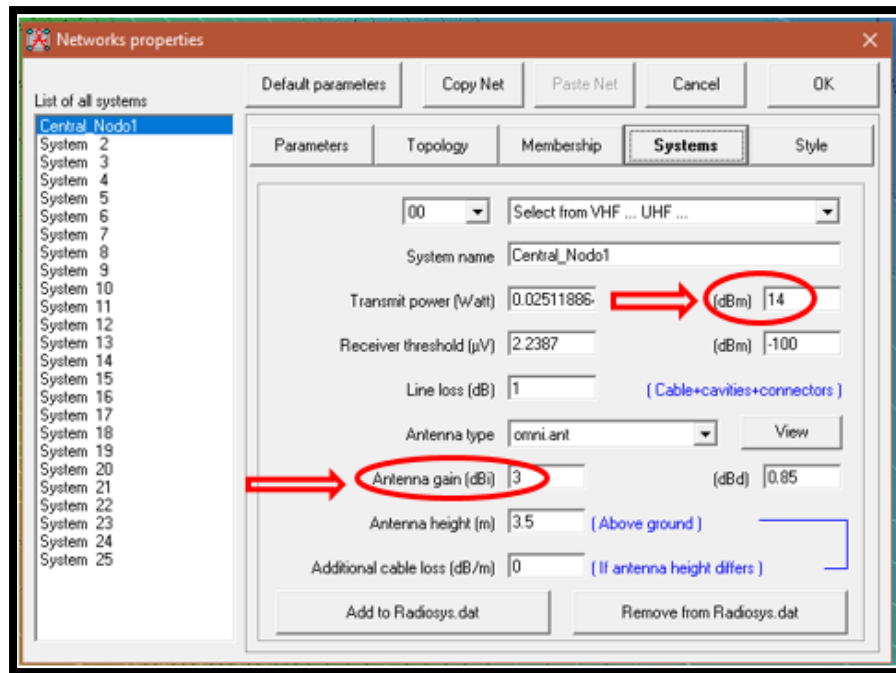 Networks properties
Default parameters Copy Net Paste Net Cancel OK
List of all systems
Central_Nodo1
System 2
System 3
System 4
System 5
System 6
System 7
System 8
System 9
System 10
System 11
System 12
System 13
System 14
System 15
System 16
System 17
System 18
System 19
System 20
System 21
System 22
System 23
System 24
System 25
Parameters Topology Membership Systems Style
00 Select from VHF ... UHF ...
System name Central_Nodo1
Transmit power (Watt) 0.02511886 (dBm) 14
Receiver threshold (µV) 2.2387 (dBm) -100
Line loss (dB) 1 ( Cable+cavities+connectors )
Antenna type omni.ant View
Antenna gain (dBi) 3 (dBd) 0.85
Antenna height (m) 3.5 ( Above ground )
Additional cable loss (dB/m) 0 ( If antenna height differs )
Add to Radiosys.dat Remove from Radiosys.dat